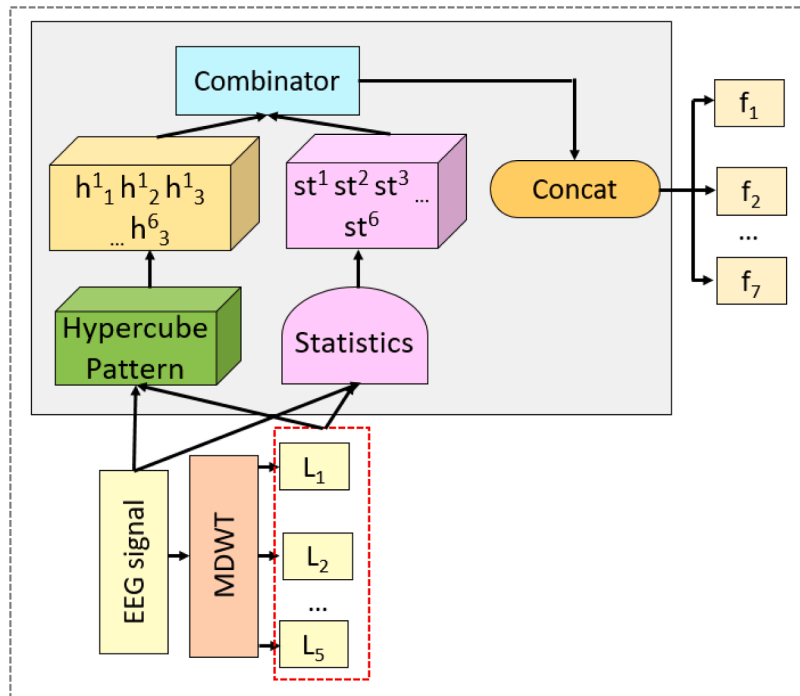 Combinator
h¹₁ h¹₂ h¹₃
... h⁶₃
st¹ st² st³ ...
st⁶
Concat
f₁
f₂
...
f₇
Hypercube
Pattern
Statistics
EEG signal
MDWT
L₁
L₂
...
L₅